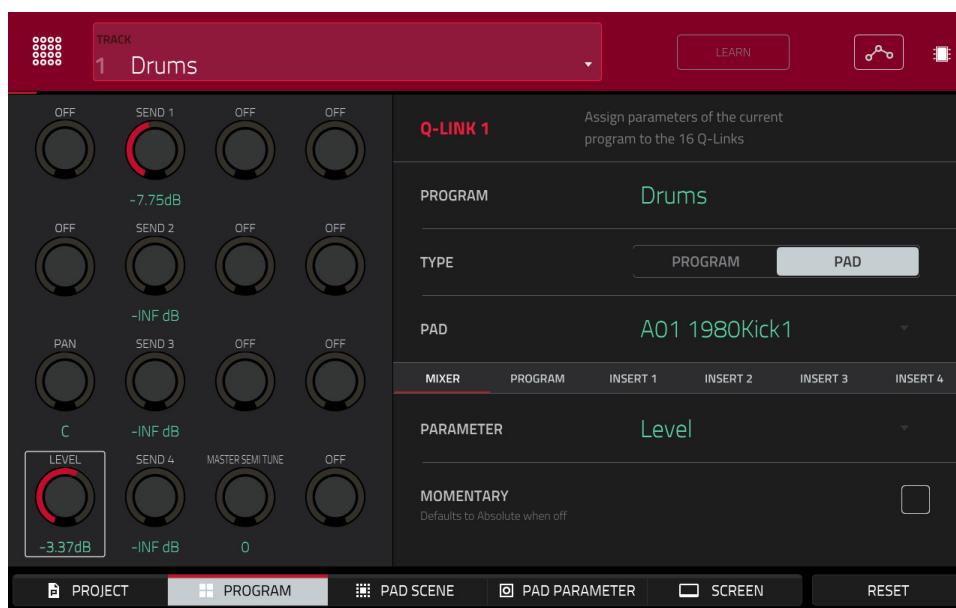 TRACK
1 Drums
LEARN
OFF SEND 1 OFF OFF
-7.75dB
OFF SEND 2 OFF OFF
-INF dB
PAN SEND 3 OFF OFF
C -INF dB
LEVEL SEND 4 MASTER SEMI TUNE OFF
-3.37dB -INF dB 0
Q-LINK 1
Assign parameters of the current
program to the 16 Q-Links
PROGRAM Drums
TYPE PROGRAM PAD
PAD A01 1980Kick1
MIXER PROGRAM INSERT 1 INSERT 2 INSERT 3 INSERT 4
PARAMETER Level
MOMENTARY
Defaults to Absolute when off
PROJECT PROGRAM PAD SCENE PAD PARAMETER SCREEN RESET